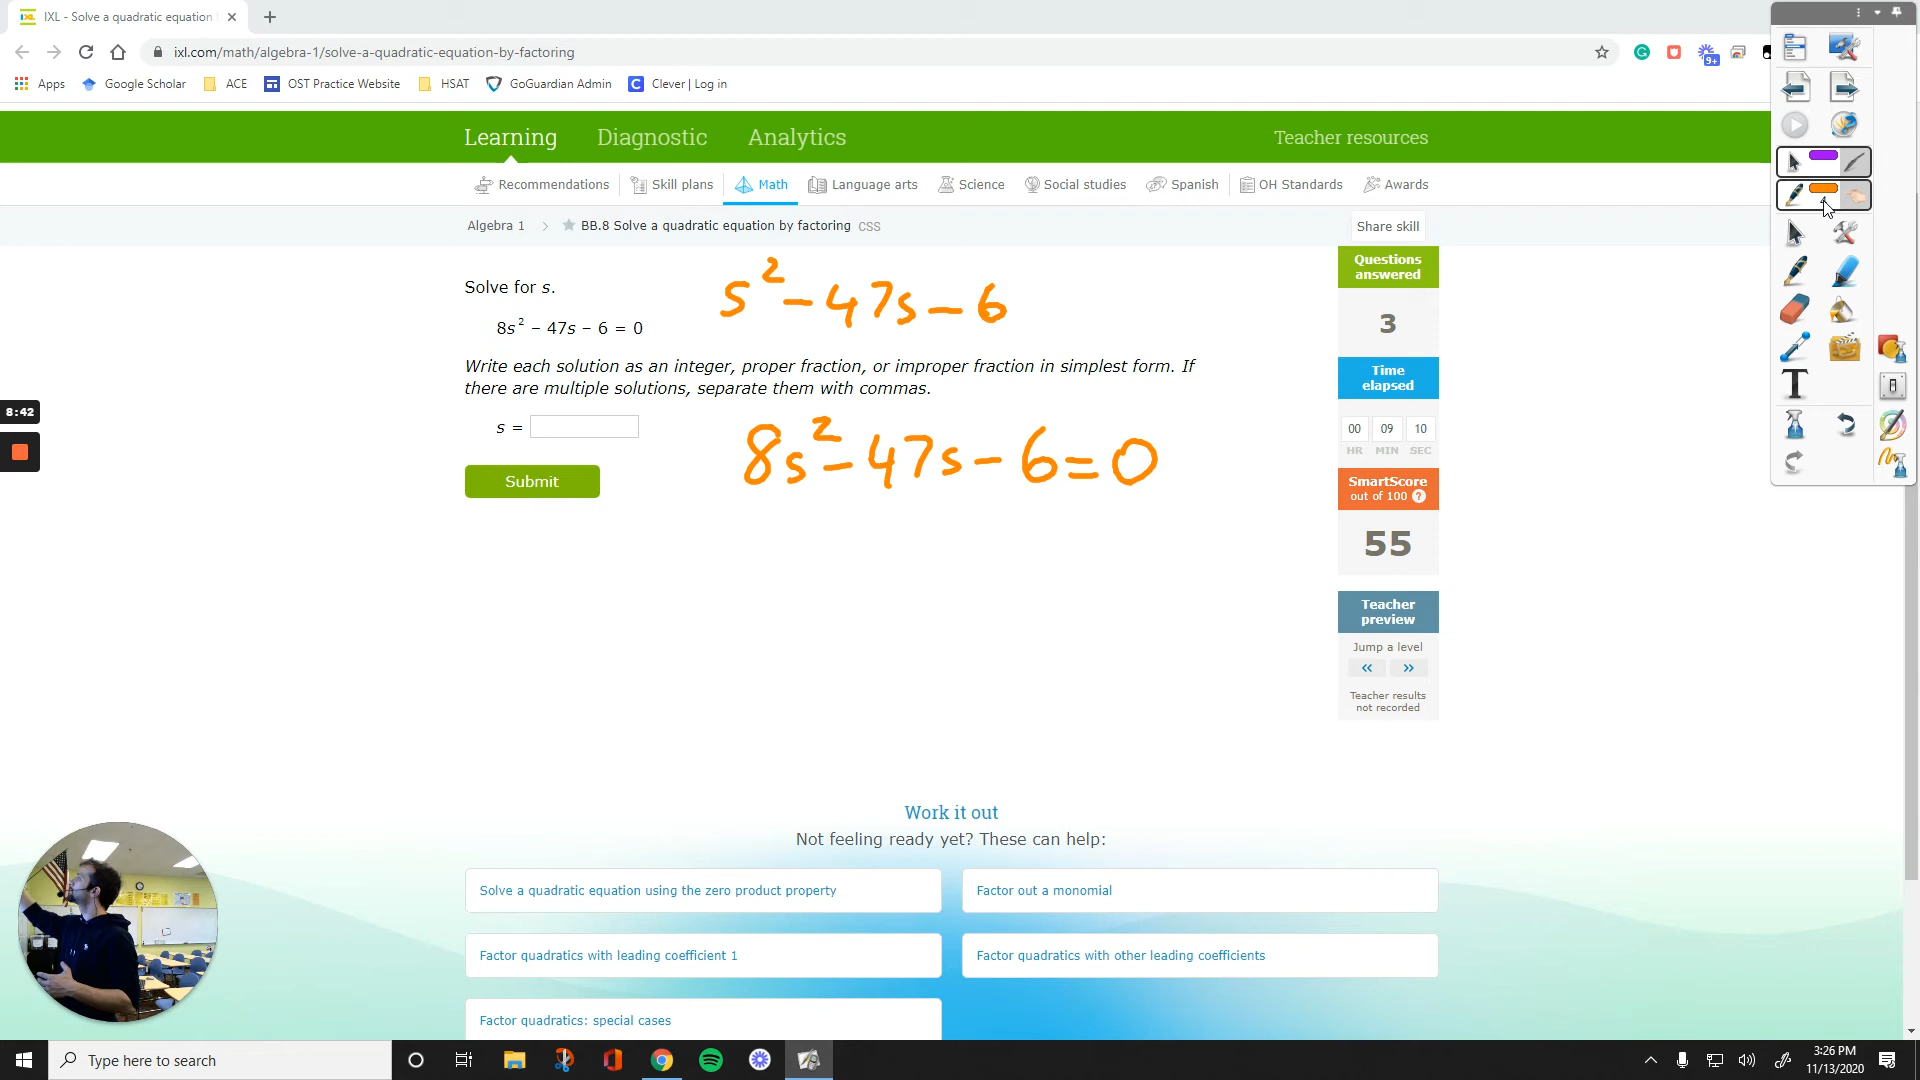 IXL - Solve a quadratic equation
ixl.com/math/algebra-1/solve-a-quadratic-equation-by-factoring
9+
Apps Google Scholar ACE OST Practice Website HSAT GoGuardian Admin Clever | Log in
Learning Diagnostic Analytics Teacher resources
Recommendations Skill plans Math Language arts Science Social studies Spanish OH Standards Awards
Algebra 1 > BB.8 Solve a quadratic equation by factoring CSS Share skill
Solve for s.
s² – 47s – 6
8s² – 47s – 6 = 0
Write each solution as an integer, proper fraction, or improper fraction in simplest form. If
there are multiple solutions, separate them with commas.
s =
8s² – 47s – 6 = 0
Submit
Questions
answered
3
Time
elapsed
00 09 10
HR MIN SEC
SmartScore
out of 100 ?
55
Teacher
preview
Jump a level
Teacher results
not recorded
8:42
T
Work it out
Not feeling ready yet? These can help:
Solve a quadratic equation using the zero product property
Factor out a monomial
Factor quadratics with leading coefficient 1
Factor quadratics with other leading coefficients
Factor quadratics: special cases
Type here to search
3:26 PM
11/13/2020